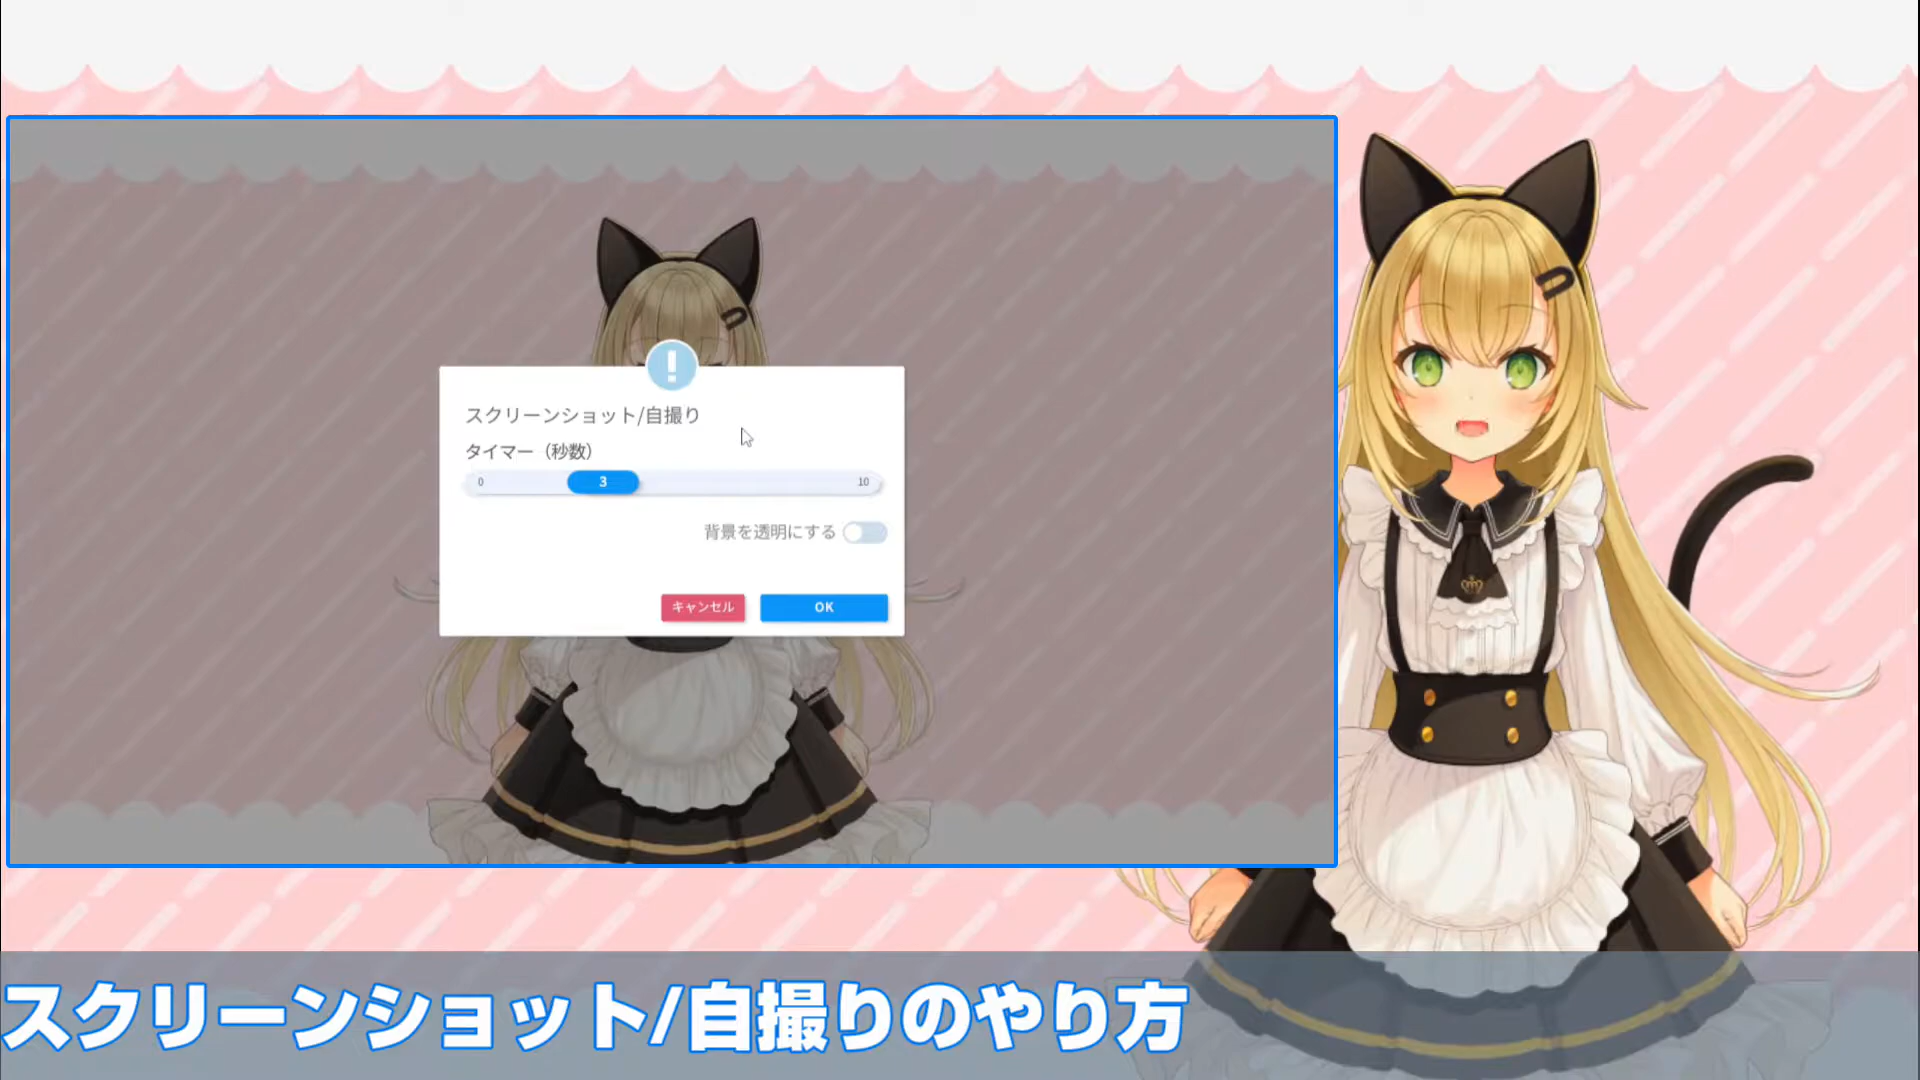 スクリーンショット/自撮り
タイマー（秒数）
0 3 10
背景を透明にする
キャンセル OK
スクリーンショット/自撮りのやり方